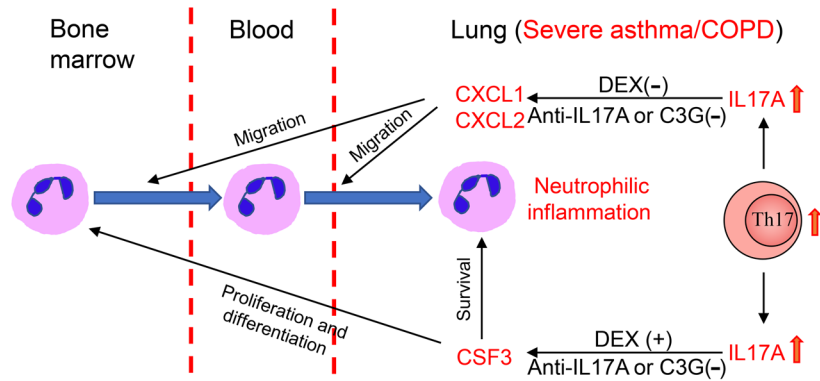 Bone
marrow
Blood
Lung (Severe asthma/COPD)
CXCL1
CXCL2
DEX(-)
Anti-IL17A or C3G(-)
IL17A
Migration
Migration
Neutrophilic
inflammation
Th17
Survival
Proliferation and
differentiation
CSF3
DEX (+)
Anti-IL17A or C3G(-)
IL17A